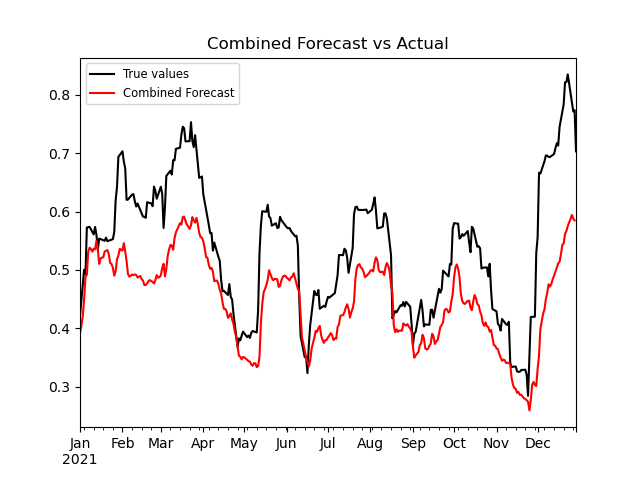 Combined Forecast vs Actual
True values
Combined Forecast
0.8
0.7
0.6
0.5
0.4
0.3
Jan Feb Mar Apr May Jun Jul Aug Sep Oct Nov Dec
2021